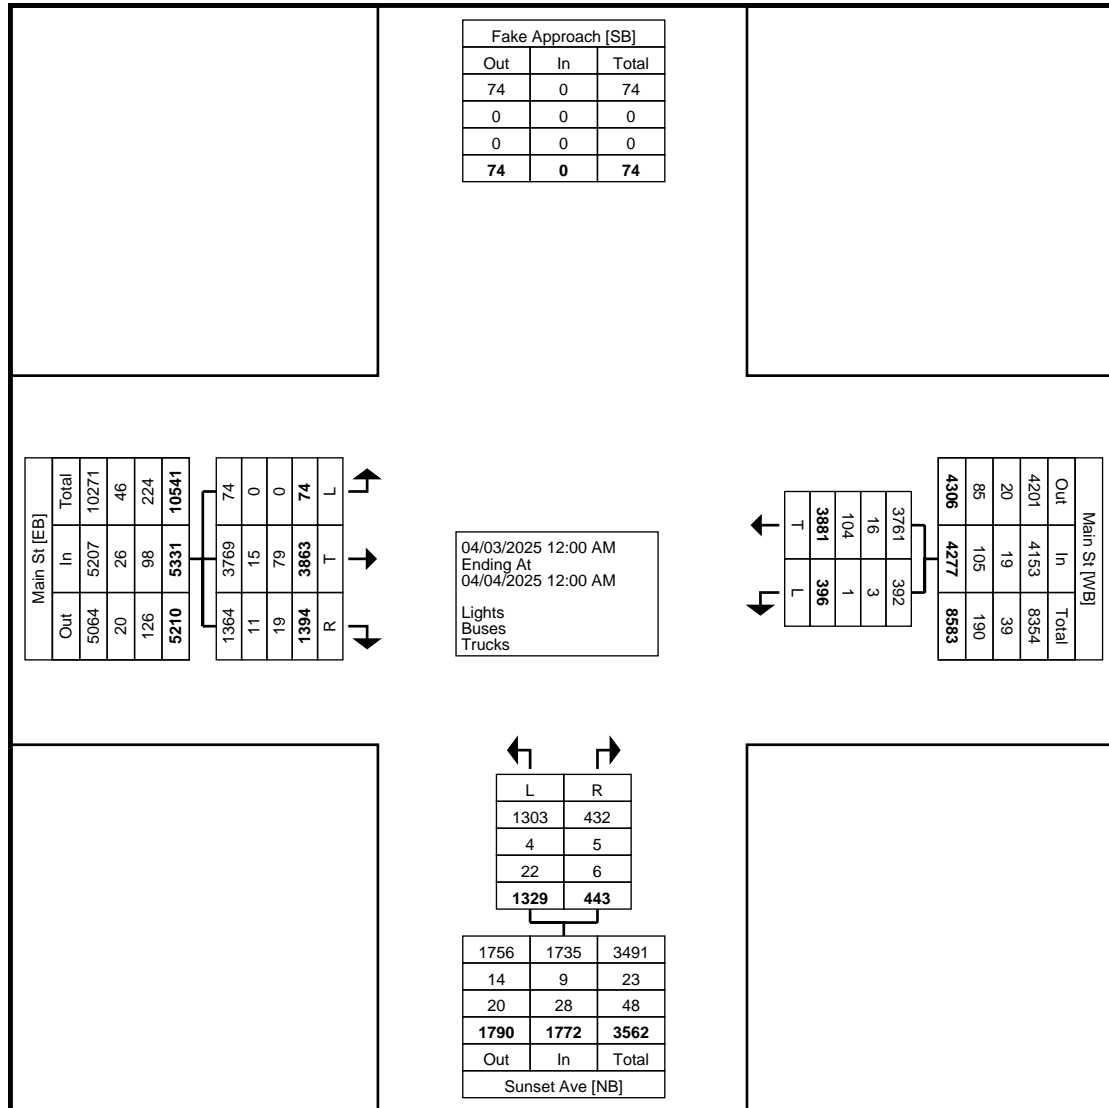 Fake Approach [SB]
Out In Total
74 0 74
0 0 0
0 0 0
74 0 74
Main St [EB]
Total In Out
10271 5207 5064
46 26 20
224 98 126
10541 5331 5210
74 3769 1364
0 15 11
0 79 19
74 3863 1394
L T R
04/03/2025 12:00 AM
Ending At
04/04/2025 12:00 AM
Lights
Buses
Trucks
Main St [WB]
Out In Total
4201 4153 8354
20 19 39
85 105 190
4306 4277 8583
3761 392
16 3
104 1
3881 396
T L
L R
1303 432
4 5
22 6
1329 443
1756 1735 3491
14 9 23
20 28 48
1790 1772 3562
Out In Total
Sunset Ave [NB]